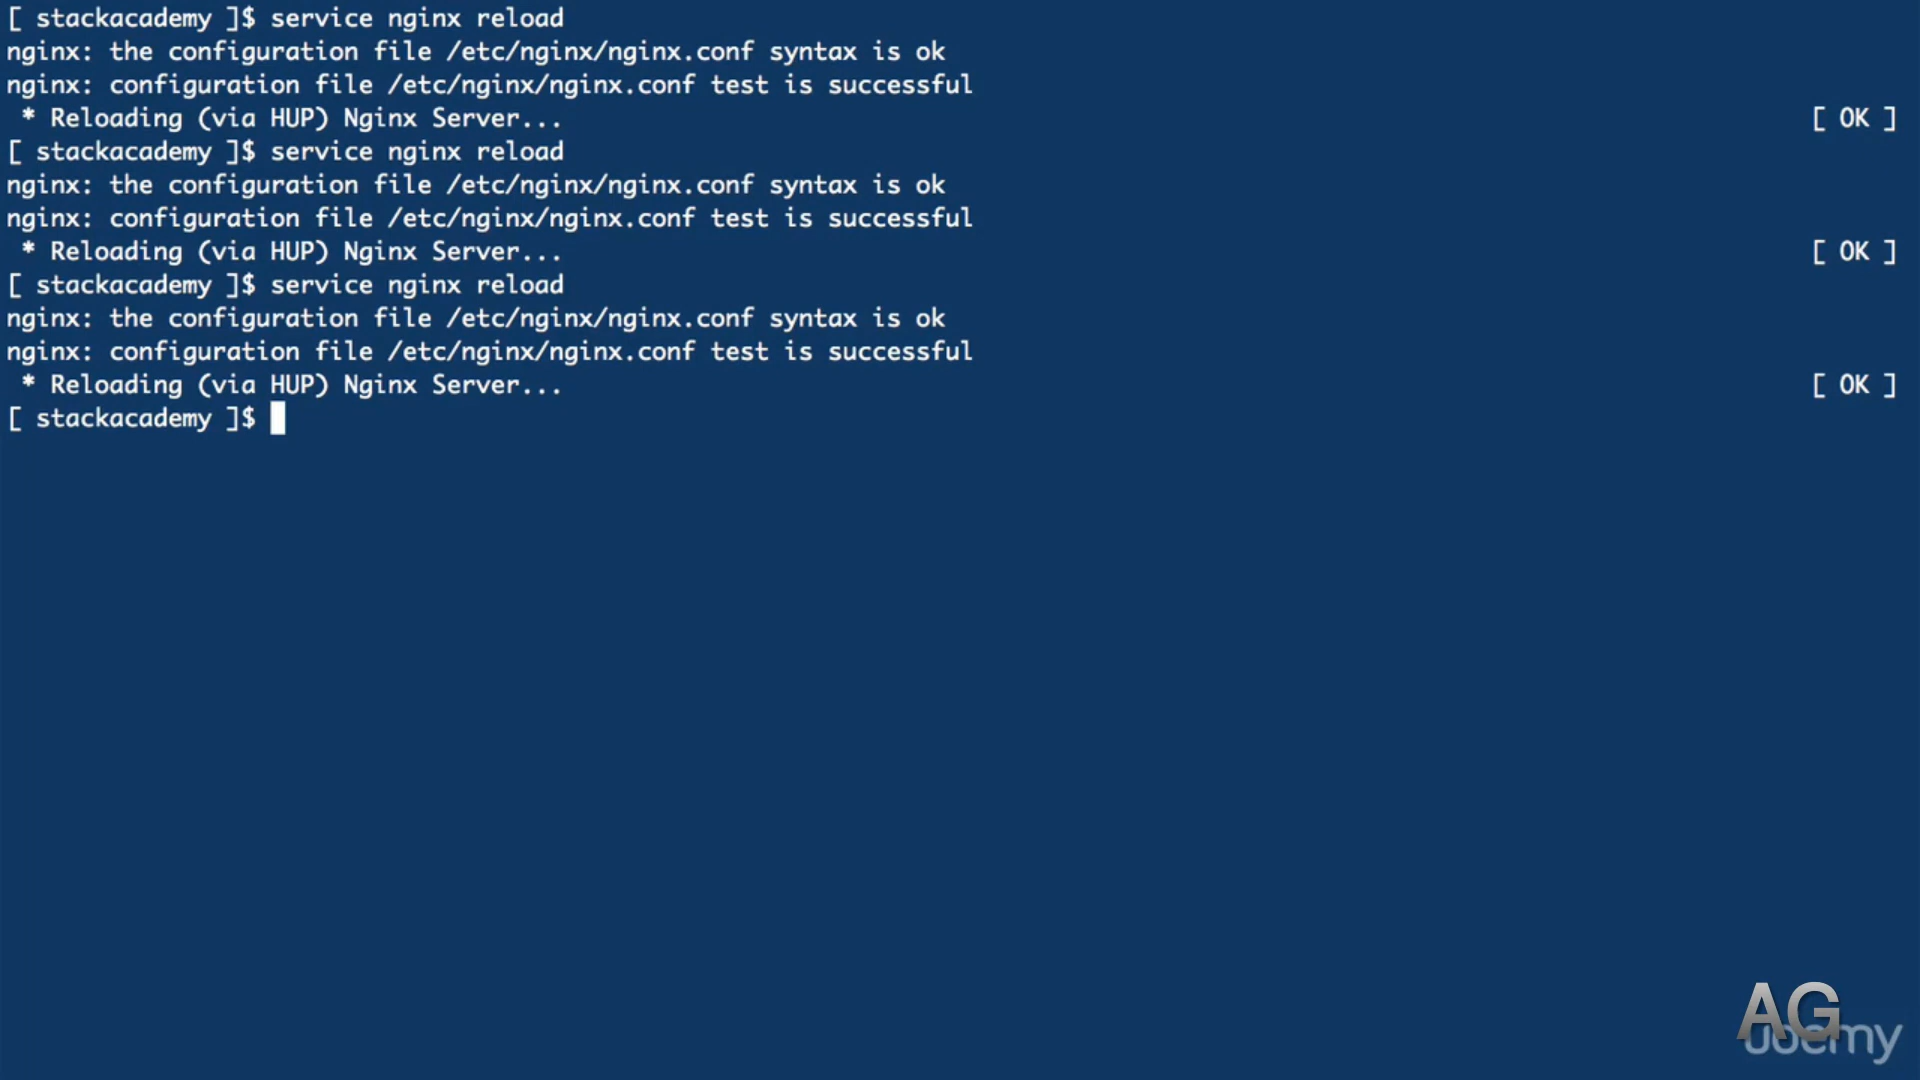 [ stackacademy ]$ service nginx reload
nginx: the configuration file /etc/nginx/nginx.conf syntax is ok
nginx: configuration file /etc/nginx/nginx.conf test is successful
 * Reloading (via HUP) Nginx Server... [ OK ]
[ stackacademy ]$ service nginx reload
nginx: the configuration file /etc/nginx/nginx.conf syntax is ok
nginx: configuration file /etc/nginx/nginx.conf test is successful
 * Reloading (via HUP) Nginx Server... [ OK ]
[ stackacademy ]$ service nginx reload
nginx: the configuration file /etc/nginx/nginx.conf syntax is ok
nginx: configuration file /etc/nginx/nginx.conf test is successful
 * Reloading (via HUP) Nginx Server... [ OK ]
[ stackacademy ]$
AG
udemy